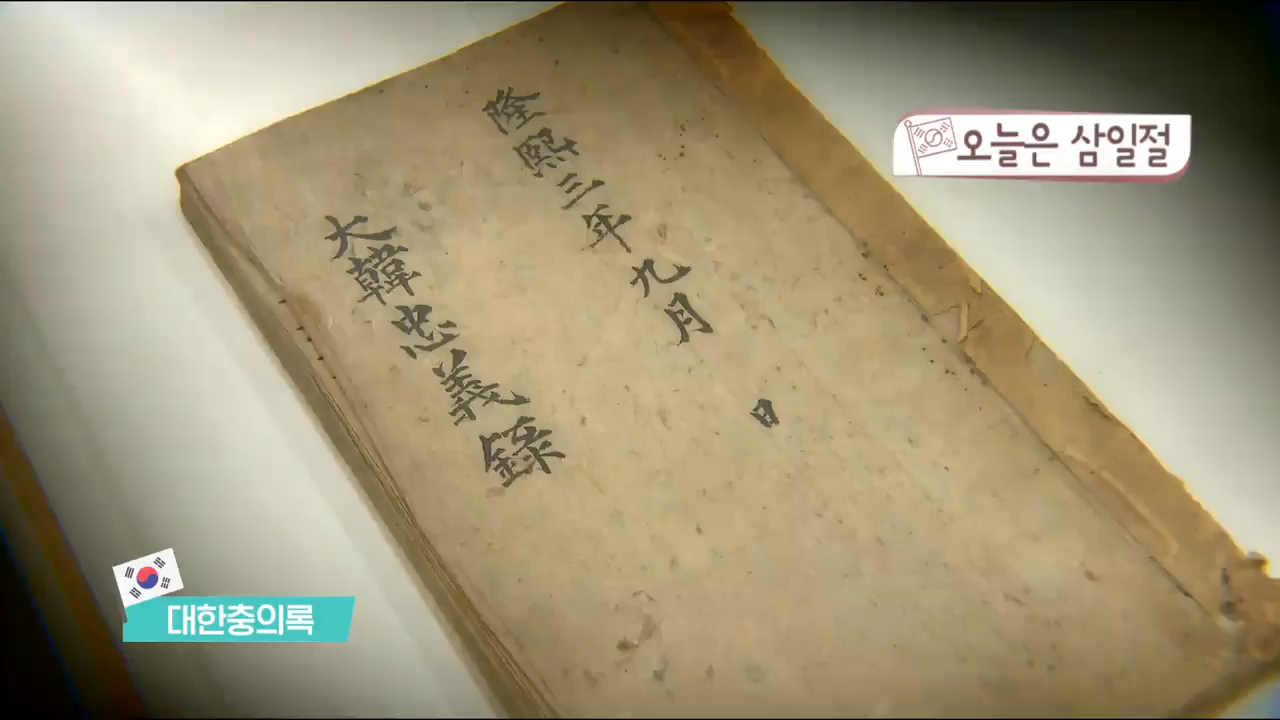 隆熙三年九月 日
大韓忠義錄
오늘은 삼일절
대한충의록